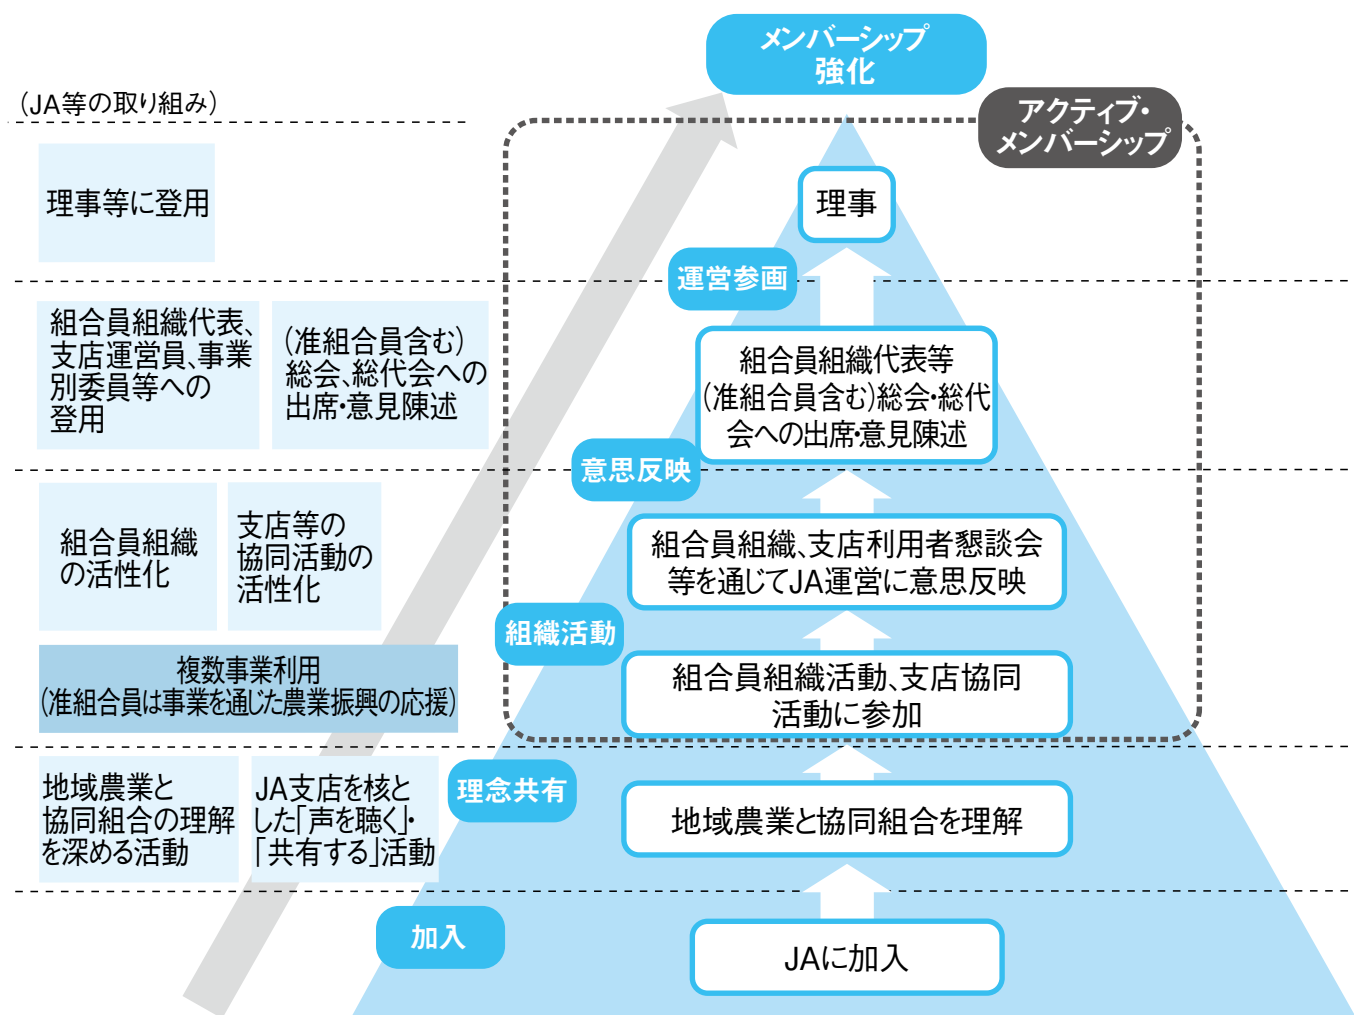 メンバーシップ
強化
アクティブ・
メンバーシップ
（JA等の取り組み）
理事等に登用
理事
運営参画
組合員組織代表、
支店運営員、事業
別委員等への
登用
（准組合員含む）
総会、総代会への
出席・意見陳述
組合員組織代表等
（准組合員含む）総会・総代
会への出席・意見陳述
意思反映
組合員組織
の活性化
支店等の
協同活動の
活性化
組合員組織、支店利用者懇談会
等を通じてJA運営に意思反映
組織活動
複数事業利用
（准組合員は事業を通じた農業振興の応援）
組合員組織活動、支店協同
活動に参加
地域農業と
協同組合の理解
を深める活動
JA支店を核と
した「声を聴く」・
「共有する」活動
理念共有
地域農業と協同組合を理解
加入
JAに加入